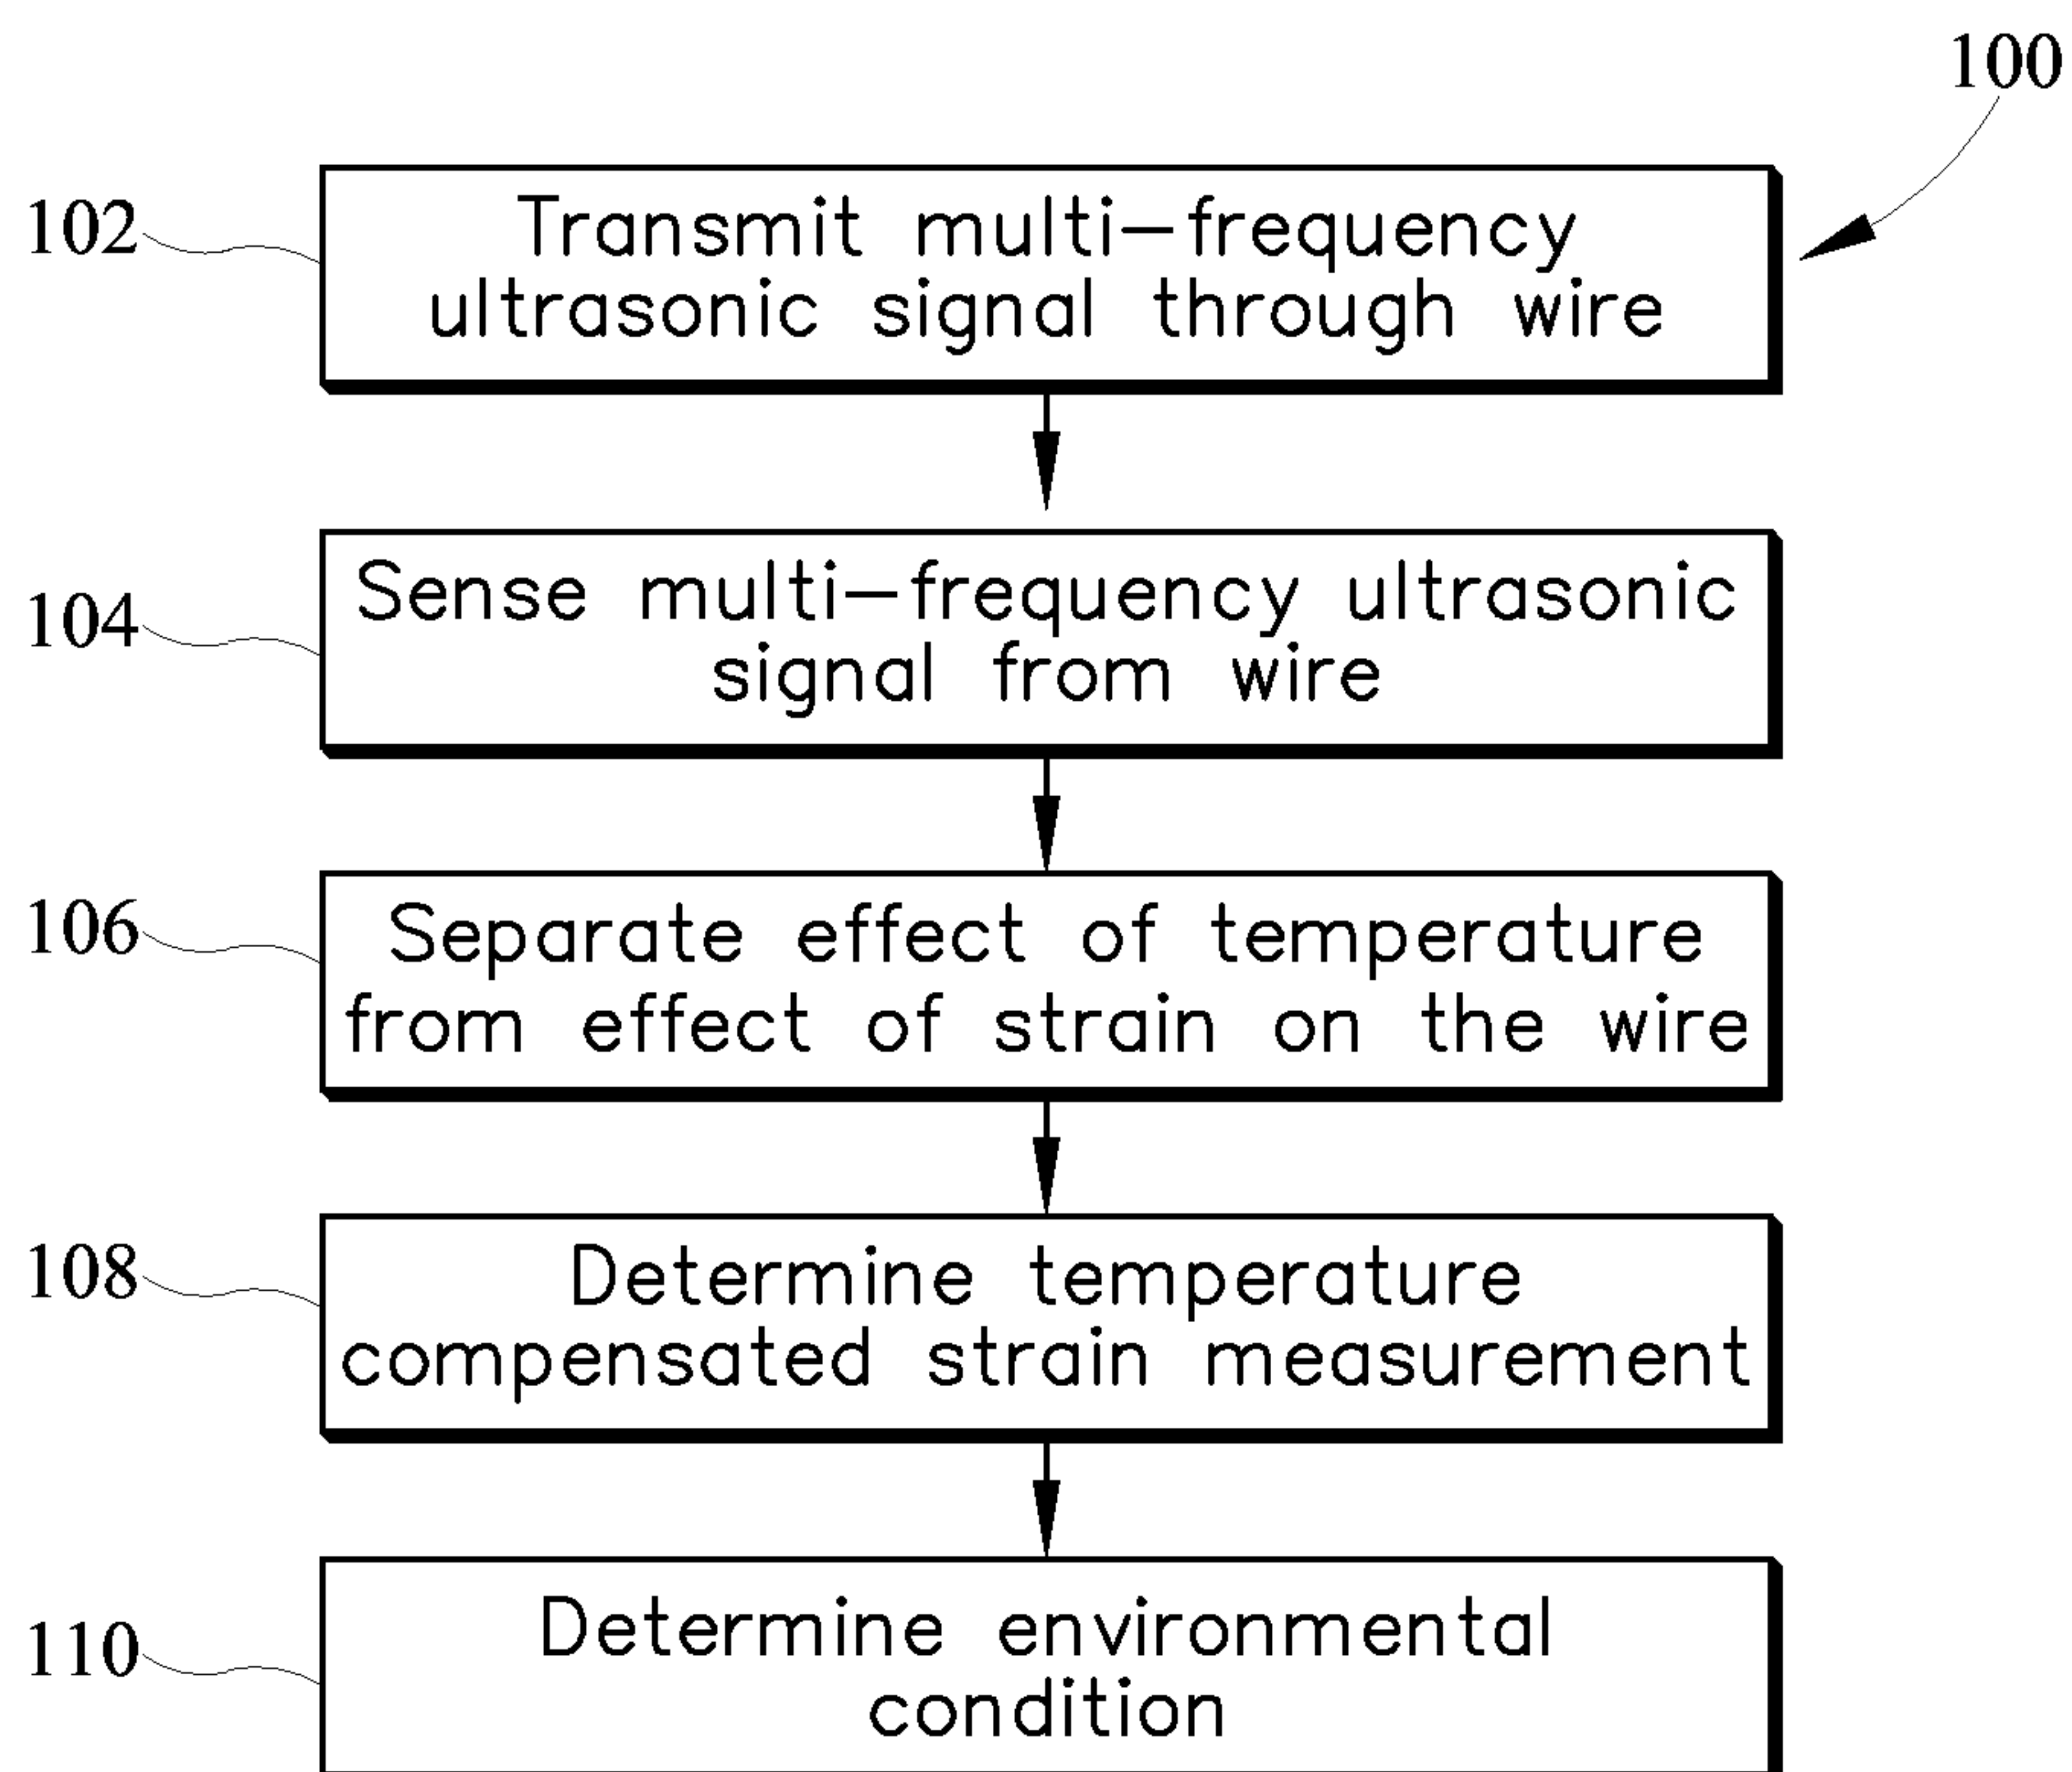 100
102
Transmit multi-frequency
ultrasonic signal through wire
104
Sense multi-frequency ultrasonic
signal from wire
106
Separate effect of temperature
from effect of strain on the wire
108
Determine temperature
compensated strain measurement
110
Determine environmental
condition